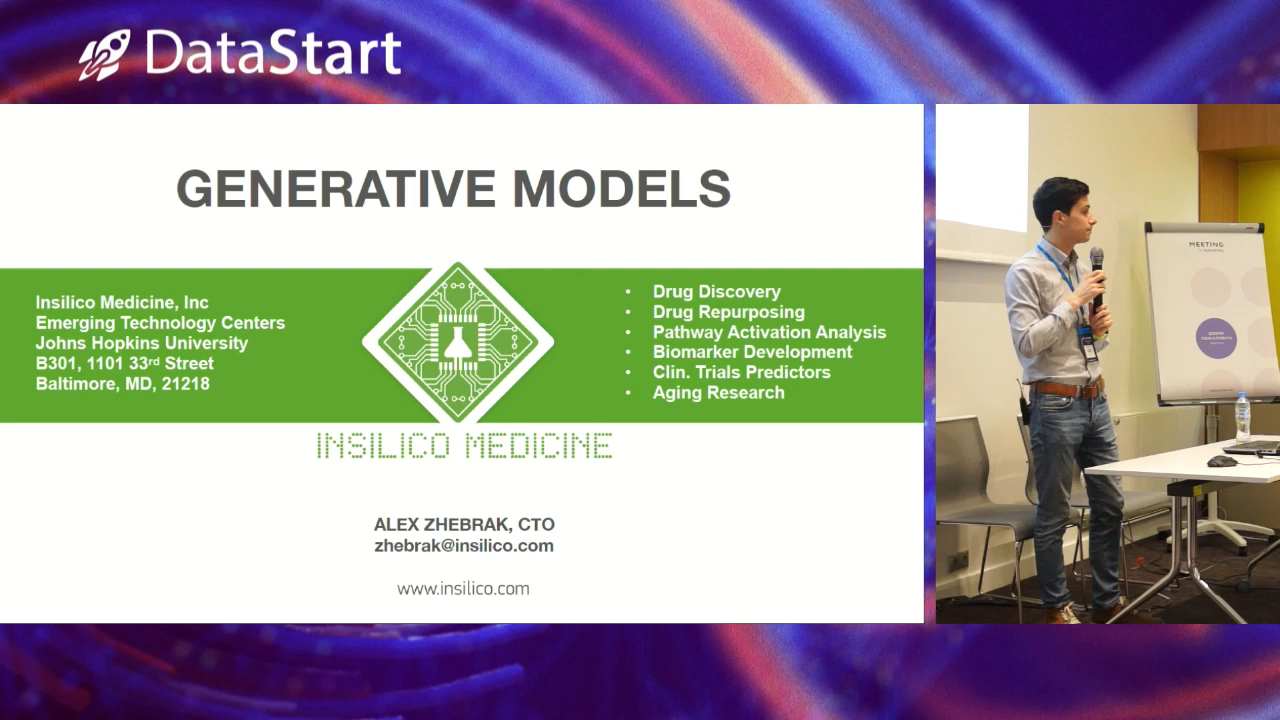 DataStart
GENERATIVE MODELS
Insilico Medicine, Inc
Emerging Technology Centers
Johns Hopkins University
B301, 1101 33rd Street
Baltimore, MD, 21218
• Drug Discovery
• Drug Repurposing
• Pathway Activation Analysis
• Biomarker Development
• Clin. Trials Predictors
• Aging Research
INSILICO MEDICINE
ALEX ZHEBRAK, CTO
zhebrak@insilico.com
www.insilico.com
MEETING